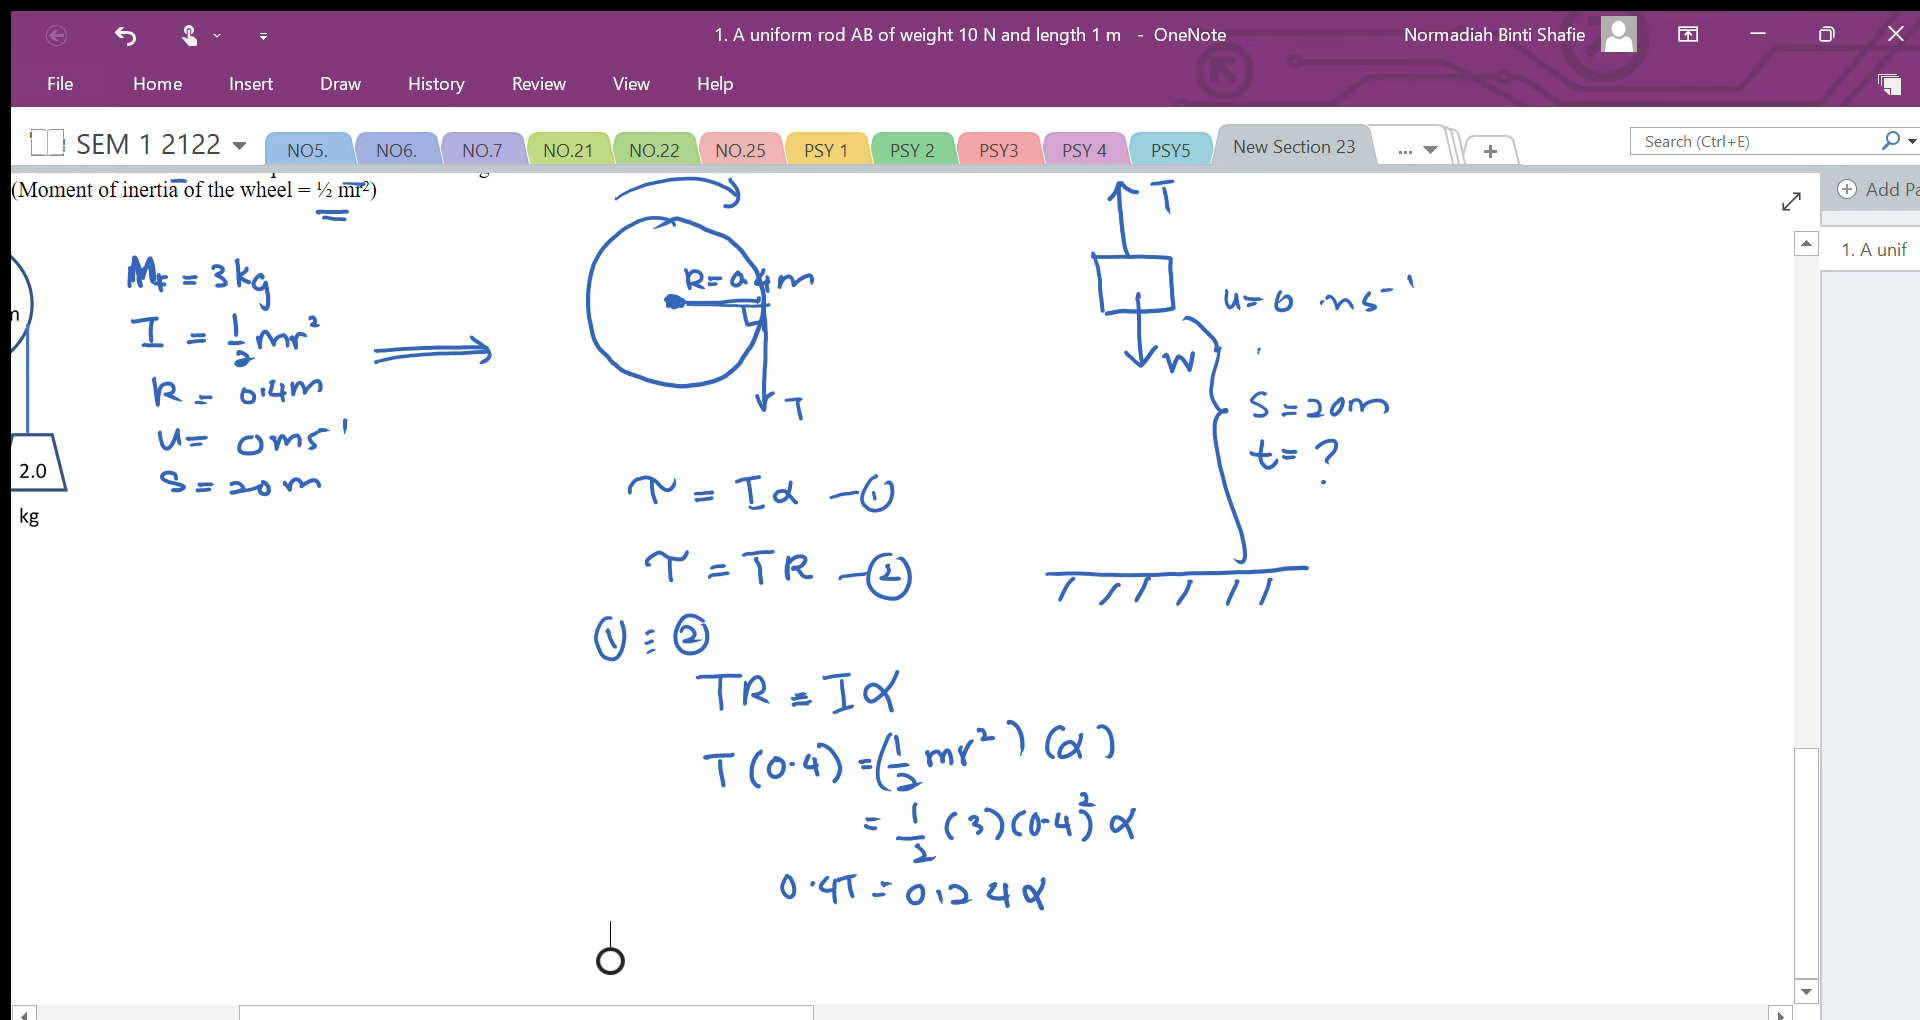 1. A uniform rod AB of weight 10 N and length 1 m - OneNote
Normadiah Binti Shafie
File Home Insert Draw History Review View Help
SEM 1 2122
NO5. NO6. NO.7 NO.21 NO.22 NO.25 PSY 1 PSY 2 PSY3 PSY 4 PSY5 New Section 23 ... +
Search (Ctrl+E)
Add Pa
1. A unif
(Moment of inertia of the wheel = ½ mr²)
2.0
kg
= 3kg
I = 1/2 mr²
R = 0.4m
u = 0ms⁻¹
S = 20m
R = 0.4m
T
τ = Iα —①
τ = TR —②
① ≡ ②
TR = Iα
T(0.4) = (1/2 mr²)(α)
= 1/2 (3)(0.4)² α
0.4T = 0.24α
T
W
u = 0 ms⁻¹
S = 20m
t = ?